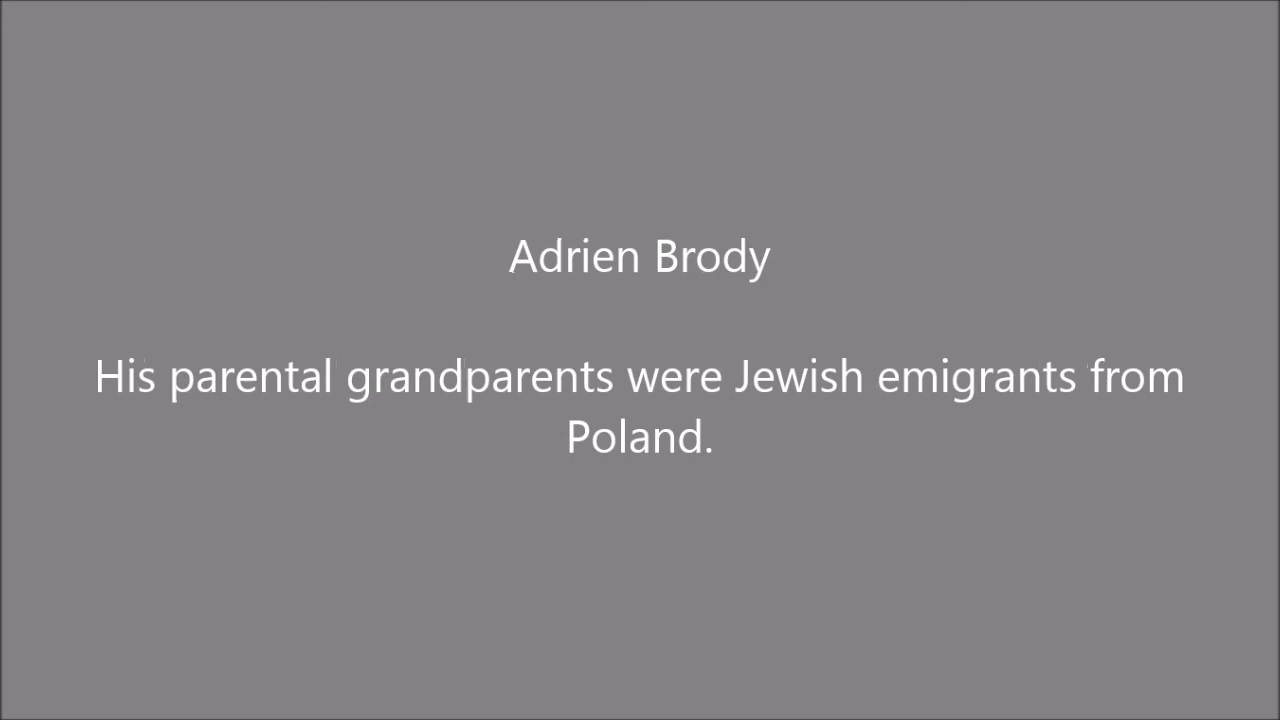 Adrien Brody
His parental grandparents were Jewish emigrants from
Poland.